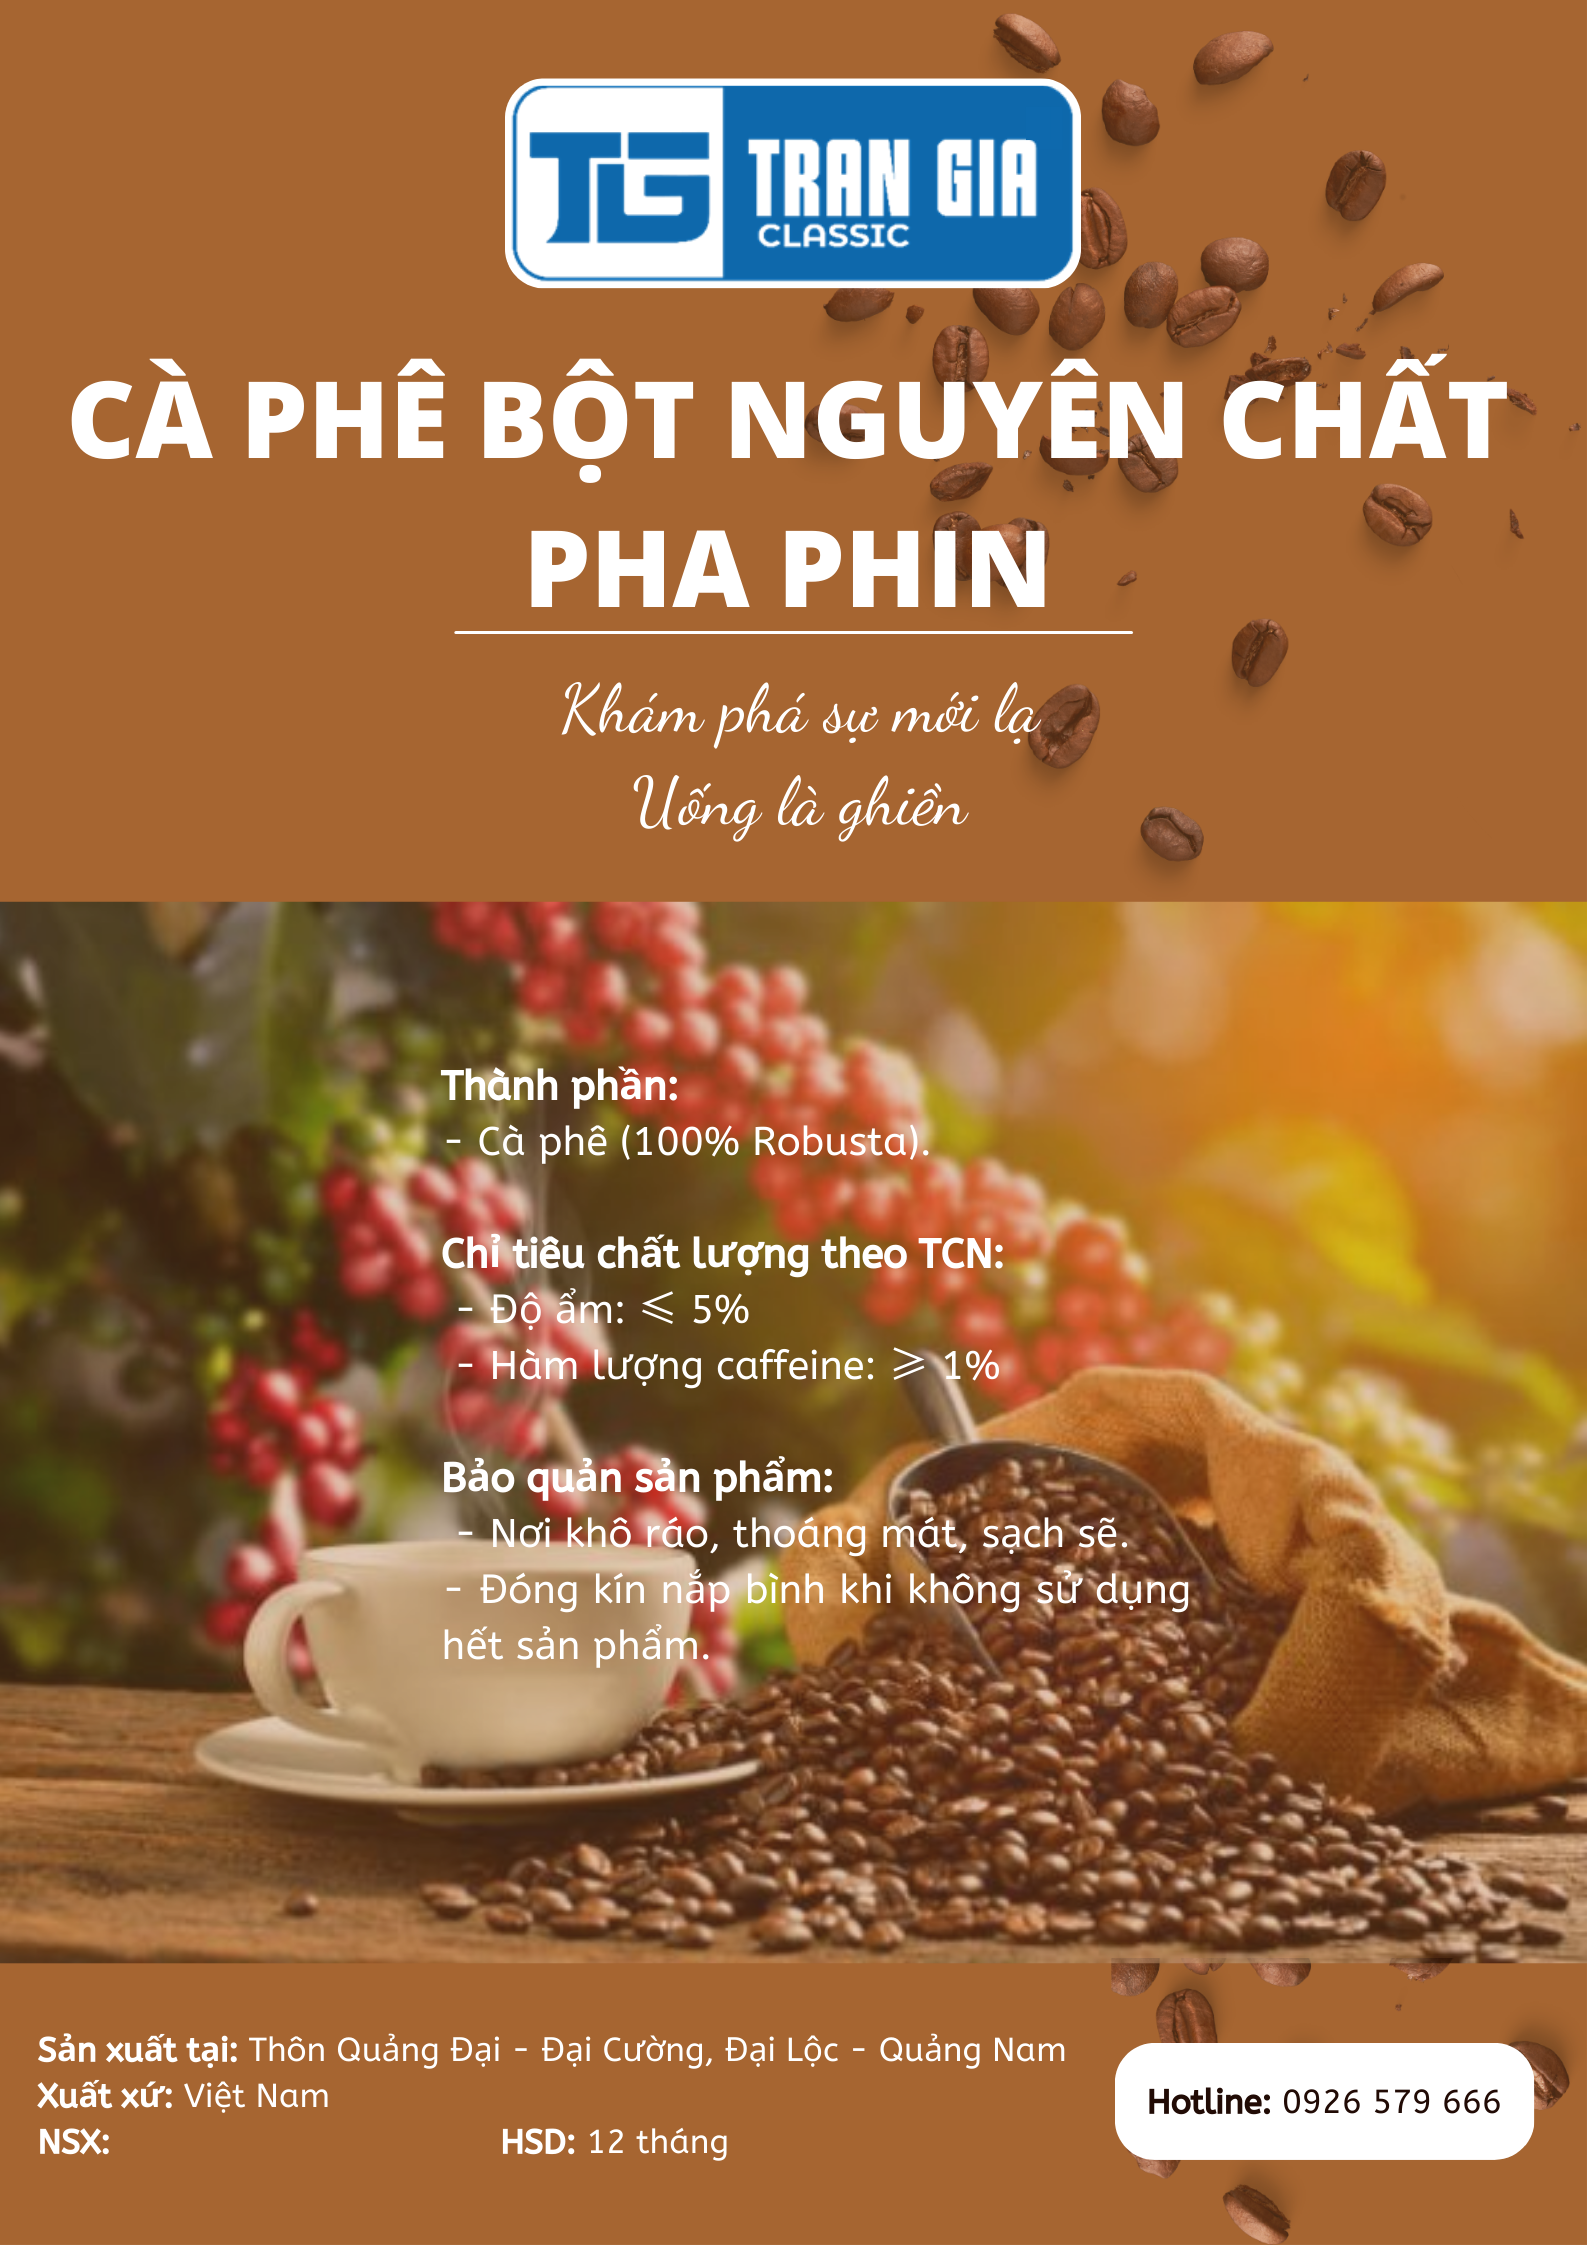 TG TRAN GIA
CLASSIC
CÀ PHÊ BỘT NGUYÊN CHẤT
PHA PHIN
Khám phá sự mới lạ
Uống là ghiền
Thành phần:
- Cà phê (100% Robusta).
Chỉ tiêu chất lượng theo TCN:
- Độ ẩm: ⩽ 5%
- Hàm lượng caffeine: ⩾ 1%
Bảo quản sản phẩm:
- Nơi khô ráo, thoáng mát, sạch sẽ.
- Đóng kín nắp bình khi không sử dụng
hết sản phẩm.
Sản xuất tại: Thôn Quảng Đại - Đại Cường, Đại Lộc - Quảng Nam
Xuất xứ: Việt Nam
NSX: HSD: 12 tháng
Hotline: 0926 579 666